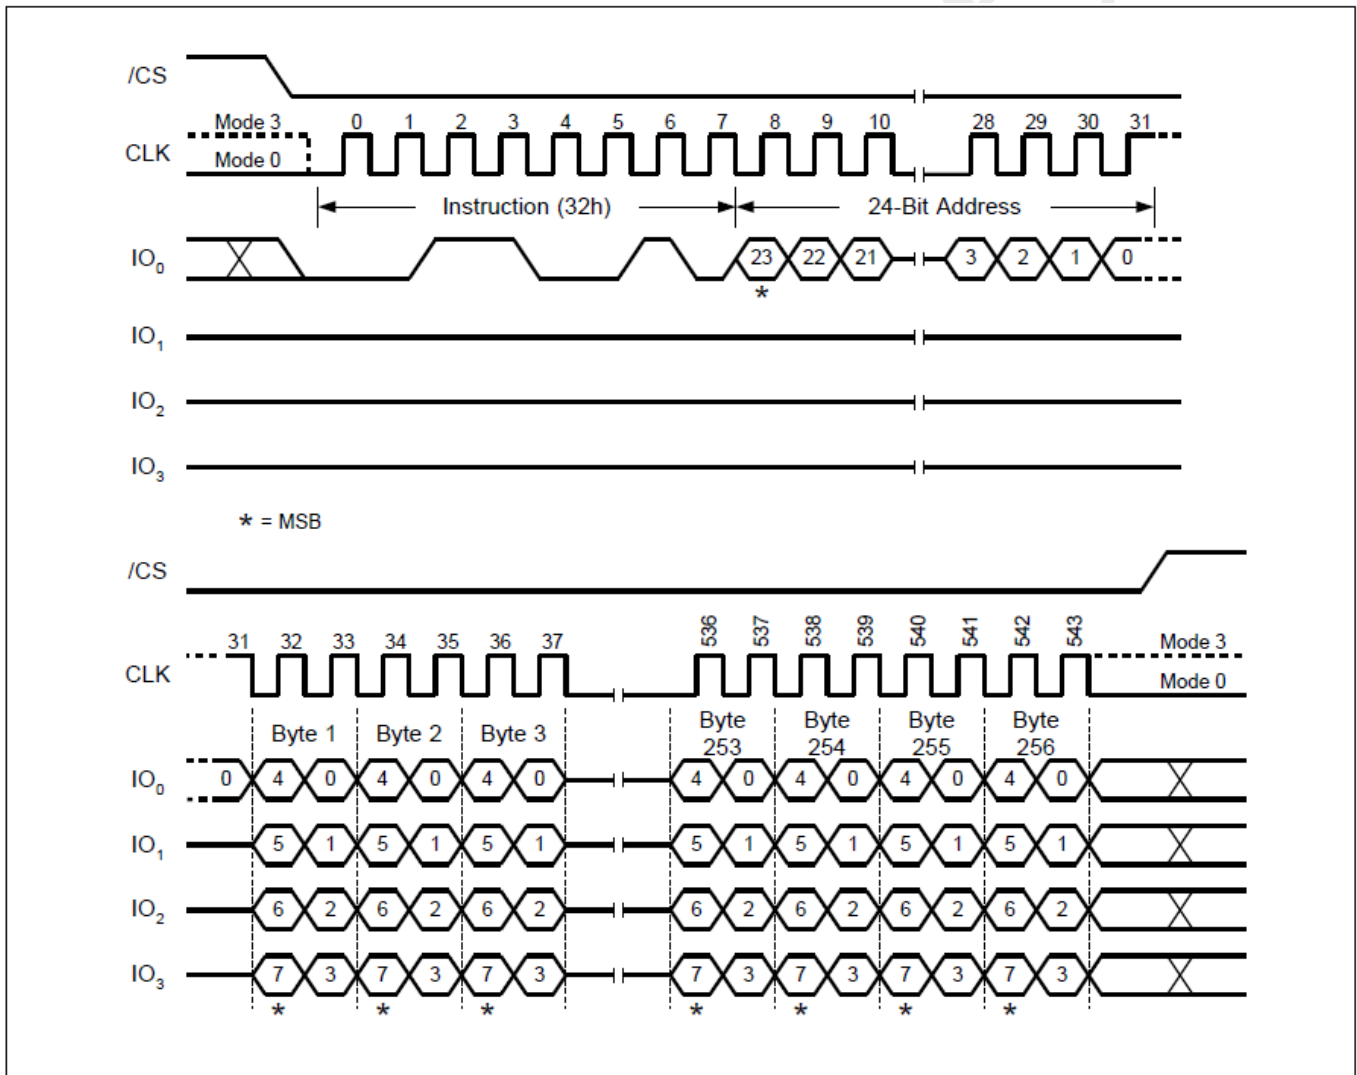 /CS
Mode 3 0 1 2 3 4 5 6 7 8 9 10 28 29 30 31
CLK
Mode 0
Instruction (32h) 24-Bit Address
IO0 23 22 21 3 2 1 0
*
IO1
IO2
IO3
* = MSB
/CS
31 32 33 34 35 36 37 536 537 538 539 540 541 542 543 Mode 3
CLK
Mode 0
Byte 1 Byte 2 Byte 3 Byte 253 Byte 254 Byte 255 Byte 256
IO0 0 4 0 4 0 4 0 4 0 4 0 4 0 4 0
IO1 5 1 5 1 5 1 5 1 5 1 5 1 5 1
IO2 6 2 6 2 6 2 6 2 6 2 6 2 6 2
IO3 7 3 7 3 7 3 7 3 7 3 7 3 7 3
* * * * * * *